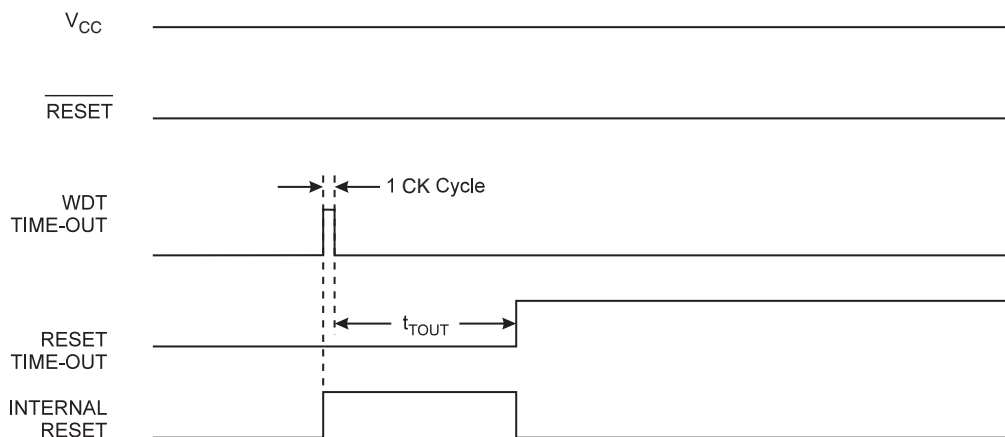 VCC
RESET
1 CK Cycle
WDT
TIME-OUT
tTOUT
RESET
TIME-OUT
INTERNAL
RESET